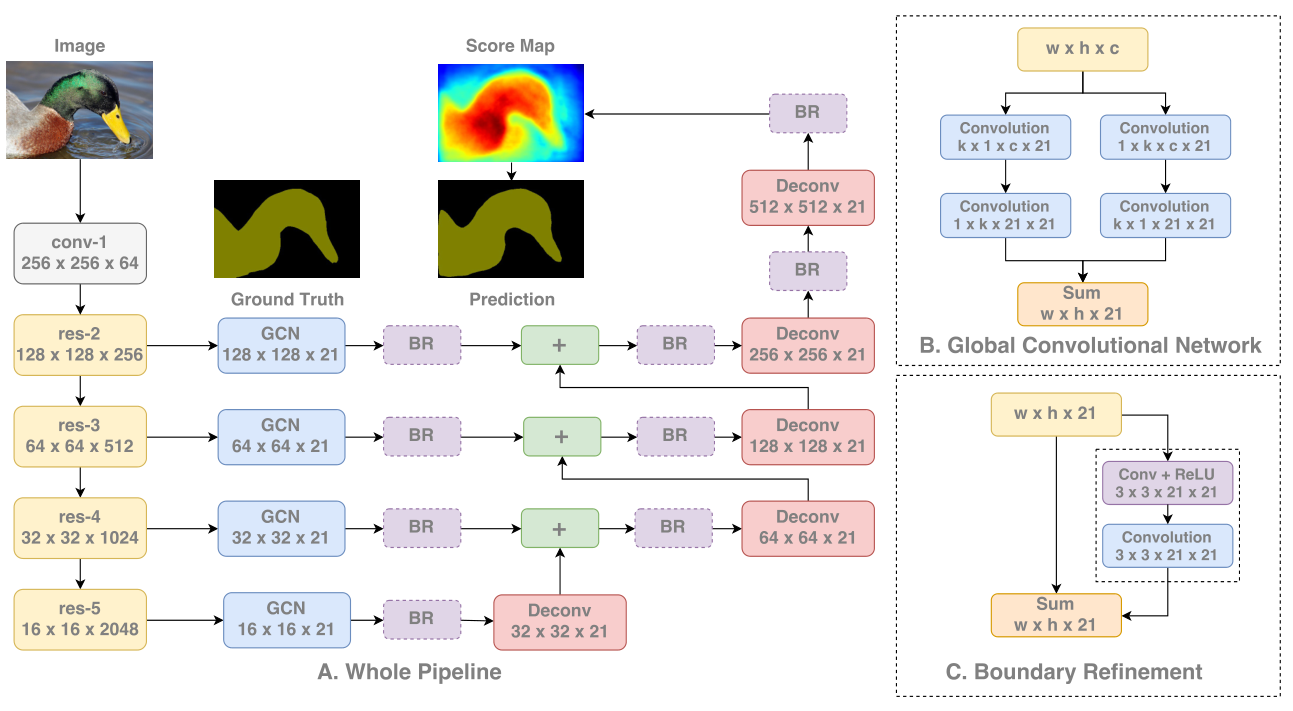 Image
Score Map
BR
Deconv
512 x 512 x 21
conv-1
256 x 256 x 64
BR
Ground Truth
Prediction
res-2
128 x 128 x 256
GCN
128 x 128 x 21
BR
+
BR
Deconv
256 x 256 x 21
res-3
64 x 64 x 512
GCN
64 x 64 x 21
BR
+
BR
Deconv
128 x 128 x 21
res-4
32 x 32 x 1024
GCN
32 x 32 x 21
BR
+
BR
Deconv
64 x 64 x 21
res-5
16 x 16 x 2048
GCN
16 x 16 x 21
BR
Deconv
32 x 32 x 21
A. Whole Pipeline
w x h x c
Convolution
k x 1 x c x 21
Convolution
1 x k x c x 21
Convolution
1 x k x 21 x 21
Convolution
k x 1 x 21 x 21
Sum
w x h x 21
B. Global Convolutional Network
w x h x 21
Conv + ReLU
3 x 3 x 21 x 21
Convolution
3 x 3 x 21 x 21
Sum
w x h x 21
C. Boundary Refinement